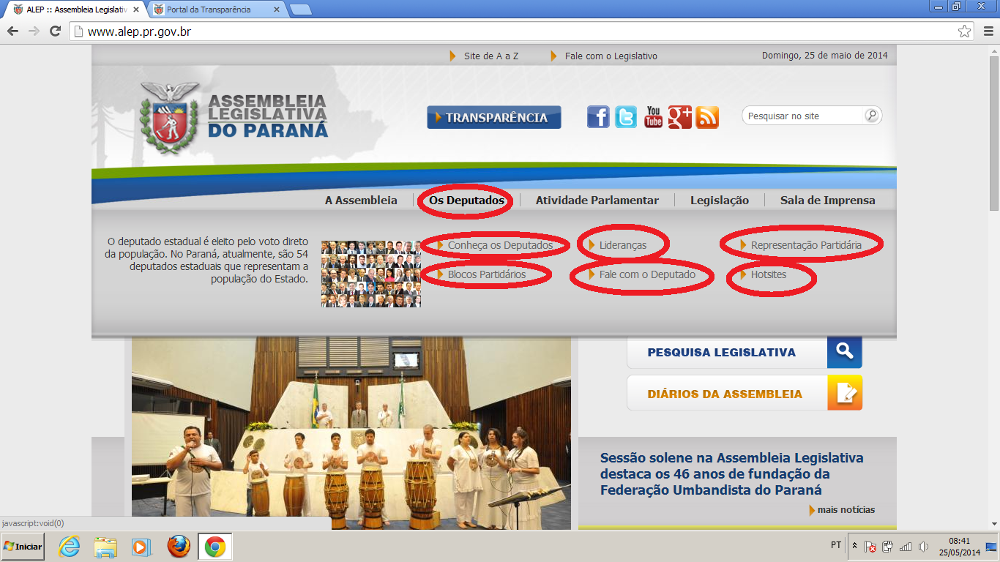 ALEP :: Assembleia Legislativ
Portal da Transparência
www.alep.pr.gov.br
Site de A a Z
Fale com o Legislativo
Domingo, 25 de maio de 2014
ASSEMBLEIA
LEGISLATIVA
DO PARANÁ
TRANSPARÊNCIA
You
Tube
Pesquisar no site
A Assembleia
Os Deputados
Atividade Parlamentar
Legislação
Sala de Imprensa
O deputado estadual é eleito pelo voto direto
da população. No Paraná, atualmente, são 54
deputados estaduais que representam a
população do Estado.
Conheça os Deputados
Lideranças
Representação Partidária
Blocos Partidários
Fale com o Deputado
Hotsites
PESQUISA LEGISLATIVA
DIÁRIOS DA ASSEMBLEIA
Sessão solene na Assembleia Legislativa
destaca os 46 anos de fundação da
Federação Umbandista do Paraná
mais notícias
javascript:void(0)
Iniciar
PT
08:41
25/05/2014